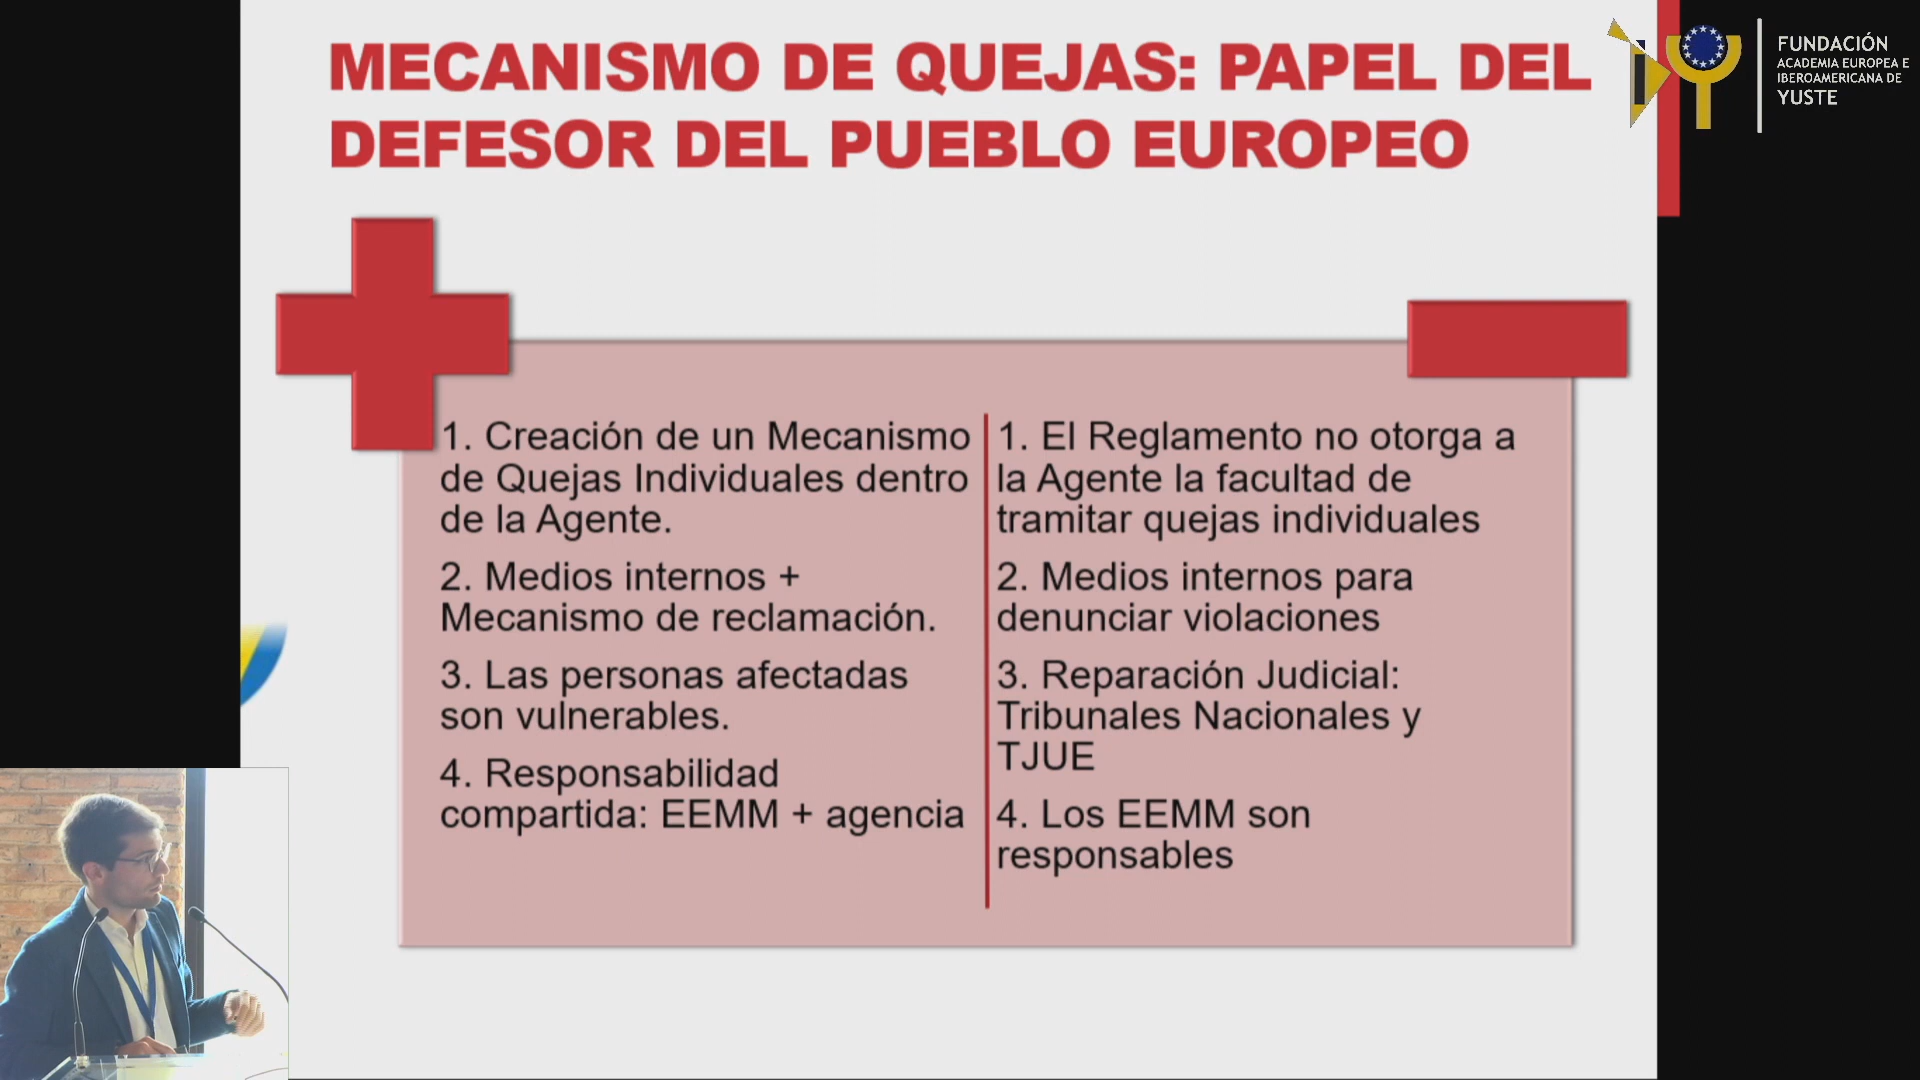 MECANISMO DE QUEJAS: PAPEL DEL
DEFESOR DEL PUEBLO EUROPEO
FUNDACIÓN
ACADEMIA EUROPEA E
IBEROAMERICANA DE
YUSTE
1. Creación de un Mecanismo
de Quejas Individuales dentro
de la Agente.
2. Medios internos +
Mecanismo de reclamación.
3. Las personas afectadas
son vulnerables.
4. Responsabilidad
compartida: EEMM + agencia
1. El Reglamento no otorga a
la Agente la facultad de
tramitar quejas individuales
2. Medios internos para
denunciar violaciones
3. Reparación Judicial:
Tribunales Nacionales y
TJUE
4. Los EEMM son
responsables